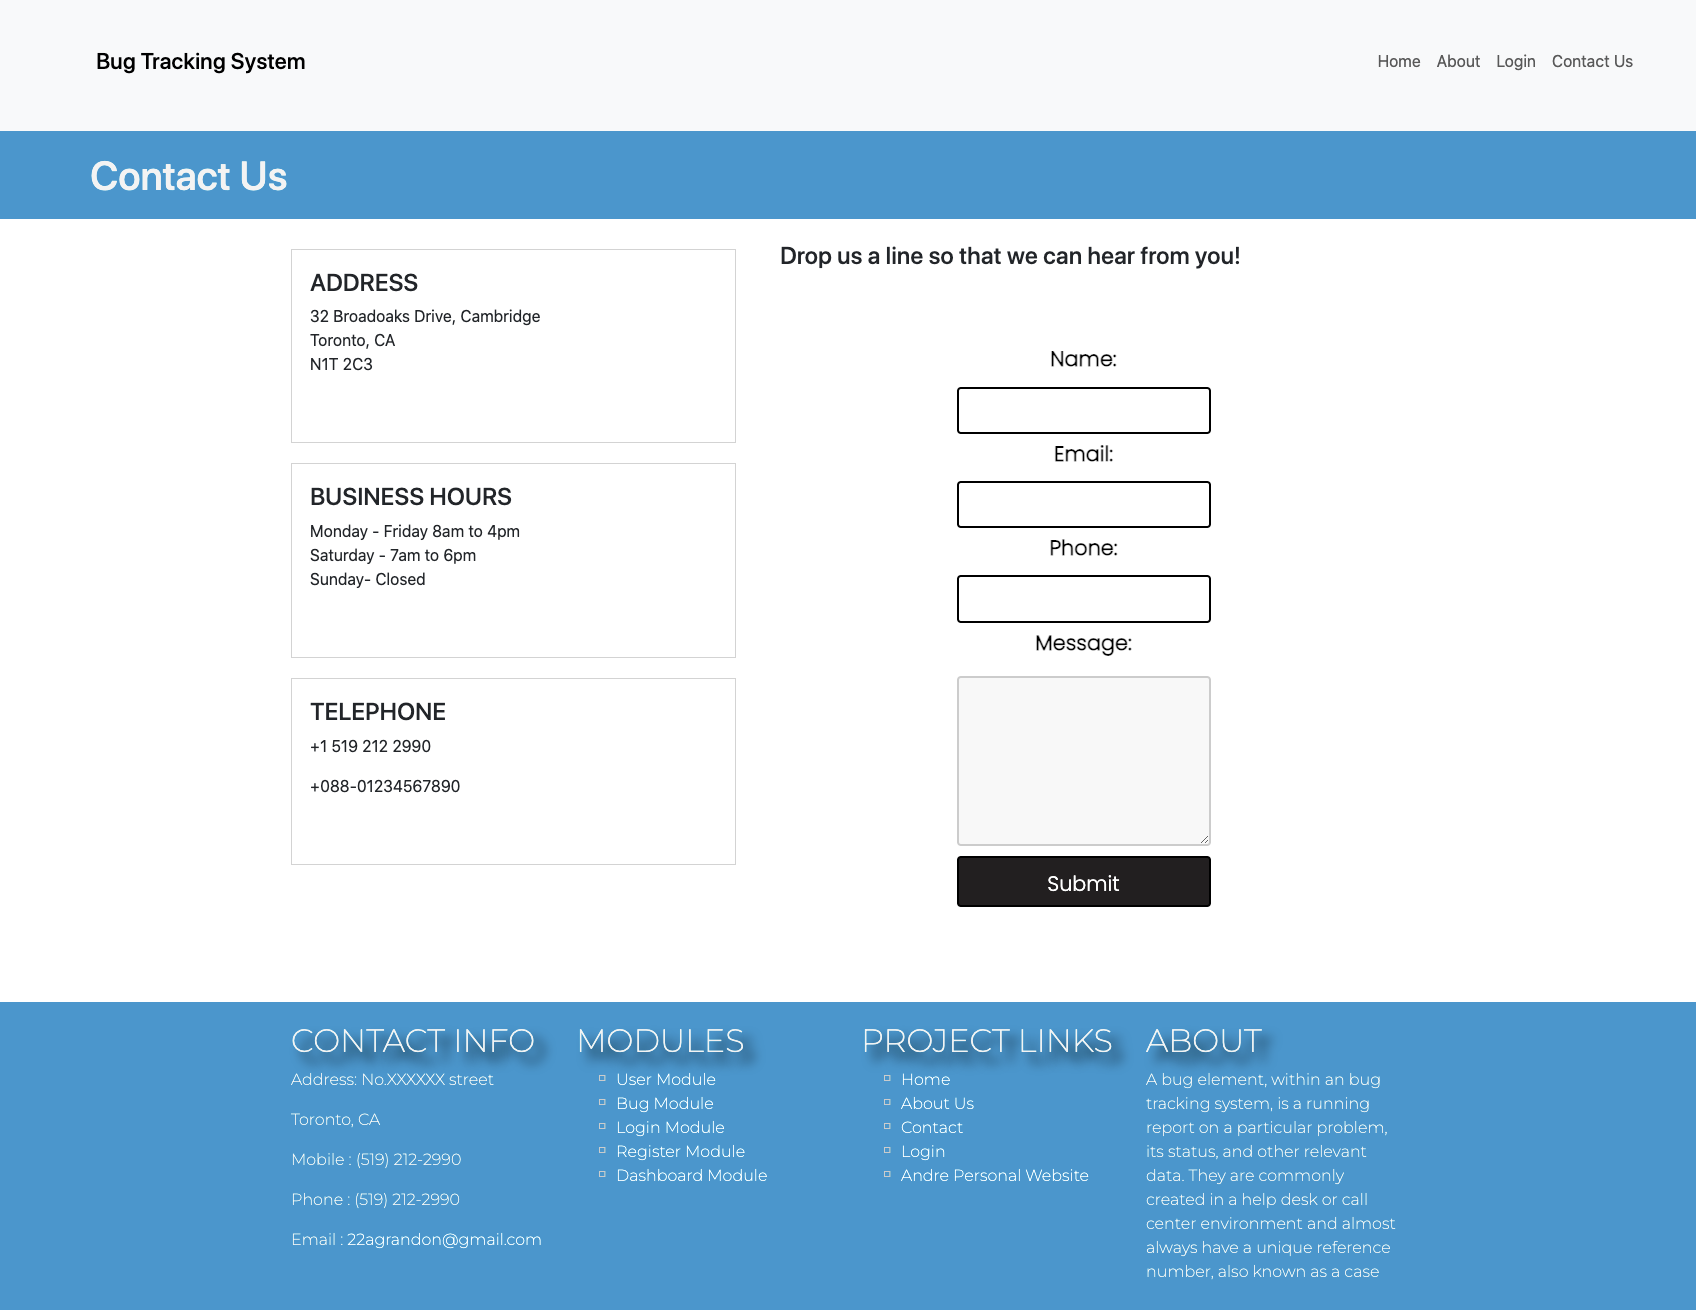 Bug Tracking System
Home About Login Contact Us
Contact Us
ADDRESS
32 Broadoaks Drive, Cambridge
Toronto, CA
N1T 2C3
BUSINESS HOURS
Monday - Friday 8am to 4pm
Saturday - 7am to 6pm
Sunday- Closed
TELEPHONE
+1 519 212 2990
+088-01234567890
Drop us a line so that we can hear from you!
Name:
Email:
Phone:
Message:
Submit
CONTACT INFO
Address: No.XXXXXX street
Toronto, CA
Mobile : (519) 212-2990
Phone : (519) 212-2990
Email : 22agrandon@gmail.com
MODULES
User Module
Bug Module
Login Module
Register Module
Dashboard Module
PROJECT LINKS
Home
About Us
Contact
Login
Andre Personal Website
ABOUT
A bug element, within an bug
tracking system, is a running
report on a particular problem,
its status, and other relevant
data. They are commonly
created in a help desk or call
center environment and almost
always have a unique reference
number, also known as a case